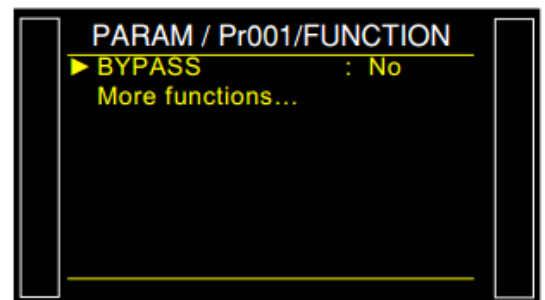 PARAM / Pr001/FUNCTION
► BYPASS : No
More functions...